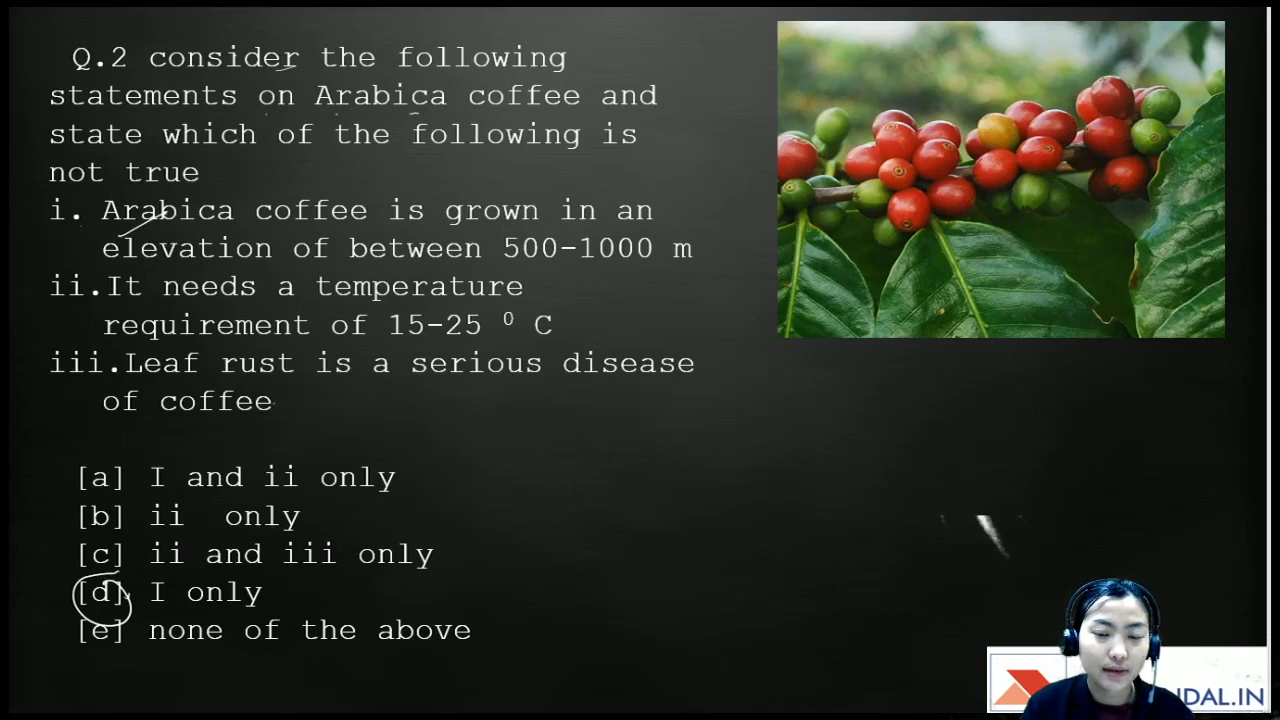 Q.2 consider the following
statements on Arabica coffee and
state which of the following is
not true
i. Arabica coffee is grown in an
elevation of between 500-1000 m
ii.It needs a temperature
requirement of 15-25 ⁰ C
iii.Leaf rust is a serious disease
of coffee
[a] I and ii only
[b] ii only
[c] ii and iii only
[d] I only
[e] none of the above
DAL.IN